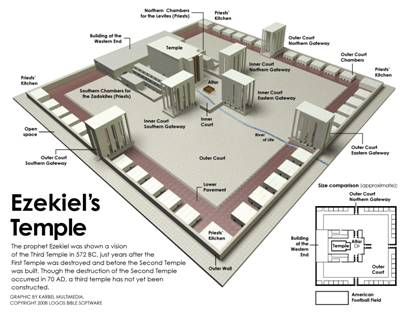 Northern Chambers
for the Levites (Priests)
Priests'
Kitchen
Building at the
Western End
Temple
Outer Court
Northern Gateway
Outer Court
Chambers
Inner Court
Northern Gateway
Priests'
Kitchen
Priests'
Kitchen
Altar
Southern Chambers for
the Zadokites (Priests)
Inner Court
Eastern Gateway
Inner Court
Southern Gateway
Inner
Court
Open
space
River
of Life
Outer Court
Southern Gateway
Outer Court
Eastern Gateway
Outer Court
Priests'
Kitchen
Lower
Pavement
Outer Wall
Ezekiel's
Temple
The prophet Ezekiel was shown a vision
of the Third Temple in 572 BC, just years after the
First Temple was destroyed and before the Second Temple
was built. Though the destruction of the Second Temple
occurred in 70 AD, a third temple has not yet been
constructed.
GRAPHIC BY KARBEL MULTIMEDIA,
COPYRIGHT 2008 LOGOS BIBLE SOFTWARE
Size comparison (approximate):
Outer Court
Northern Gateway
Building
at the
Western
End
Temple
Altar
Outer
Court
American
Football Field